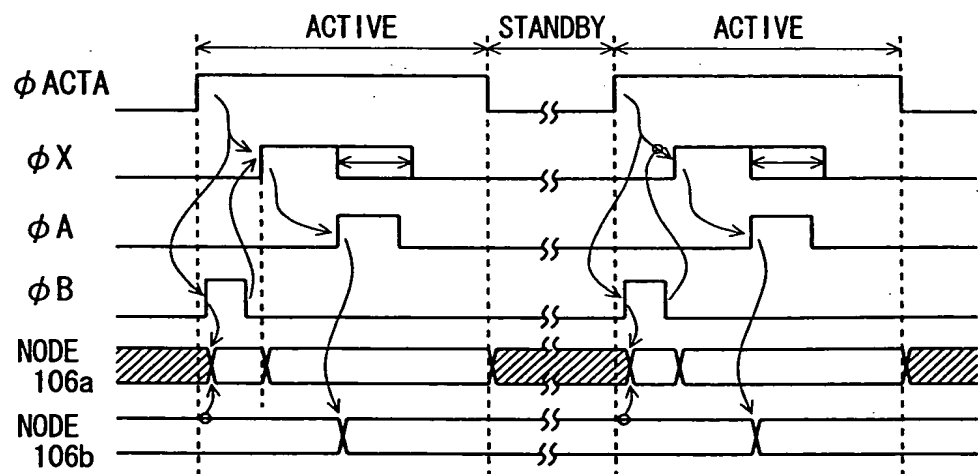 ACTIVE STANDBY ACTIVE
φACTA
φX
φA
φB
NODE
106a
NODE
106b